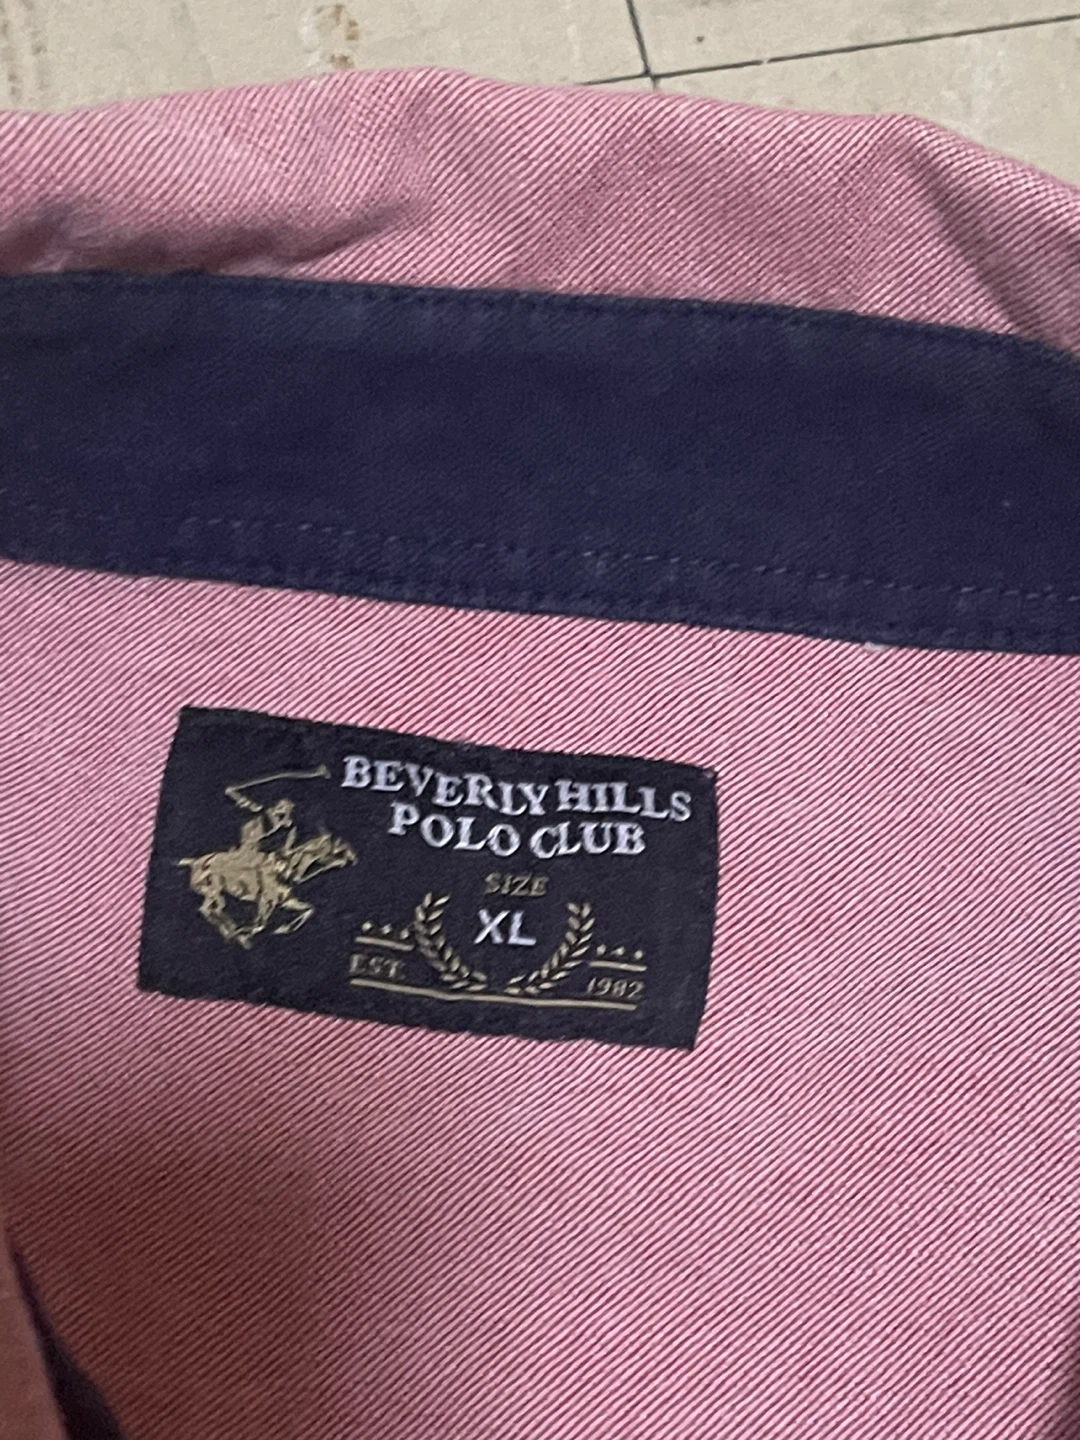 BEVERLY HILLS
POLO CLUB
SIZE
XL
EST. 1982